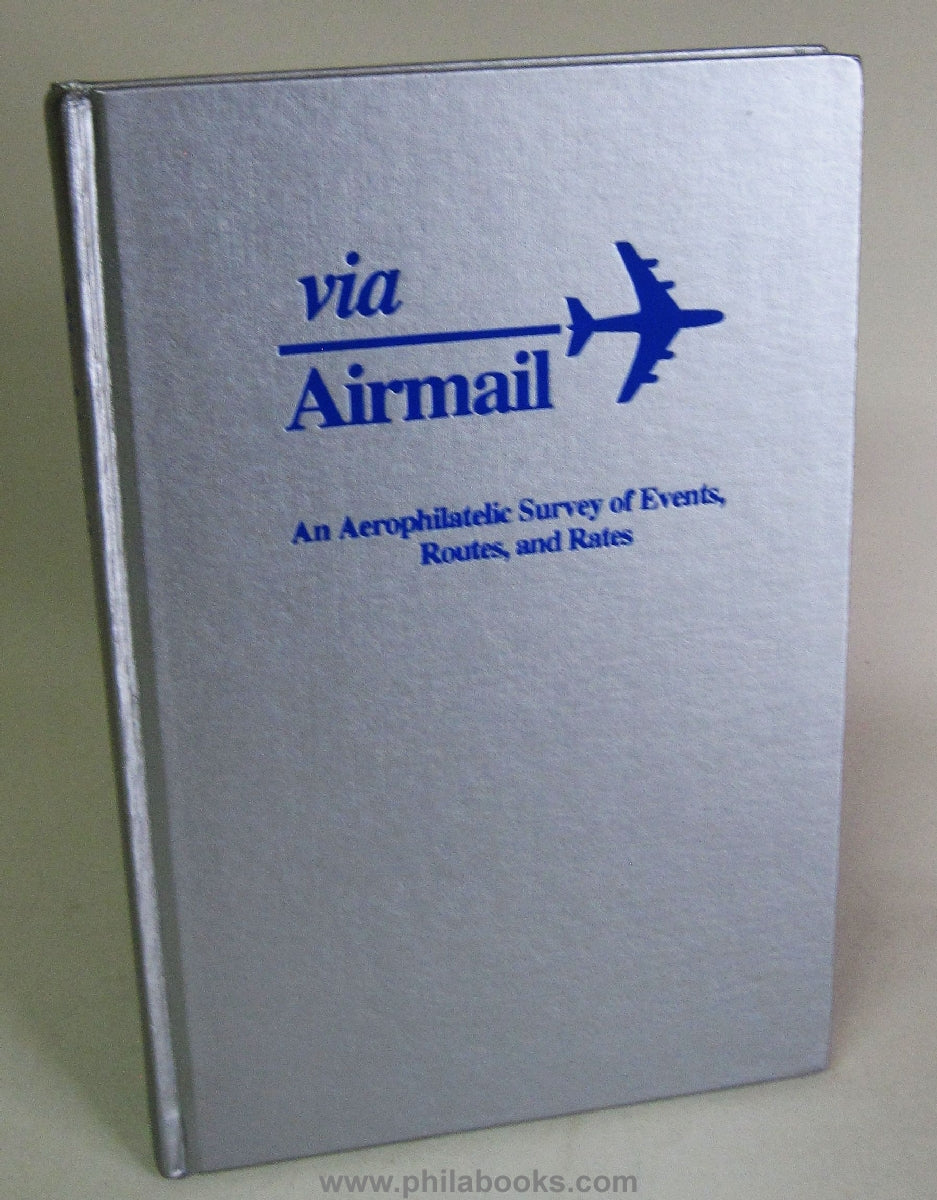 via
Airmail
An Aerophilatelic Survey of Events,
Routes, and Rates
www.philabooks.com